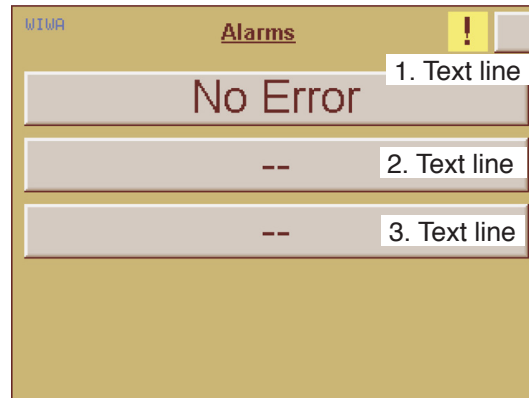 WIWA
Alarms
!
1. Text line
No Error
--
2. Text line
--
3. Text line